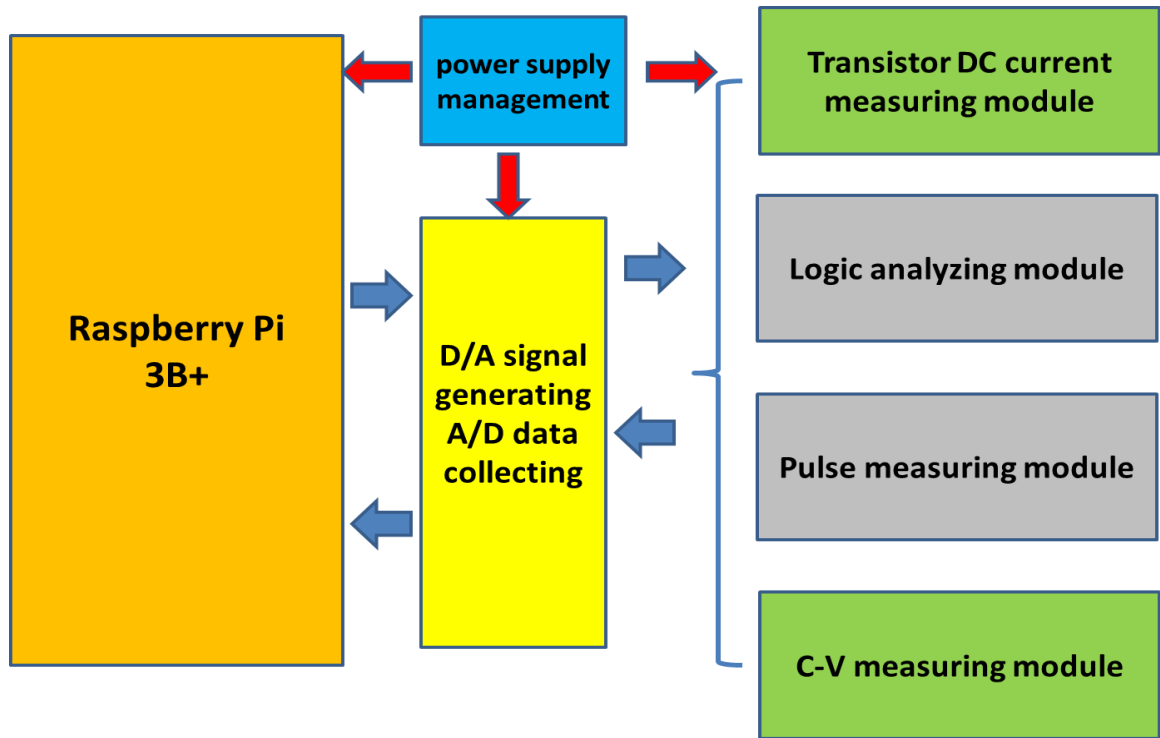 Raspberry Pi
3B+
power supply
management
D/A signal
generating
A/D data
collecting
Transistor DC current
measuring module
Logic analyzing module
Pulse measuring module
C-V measuring module